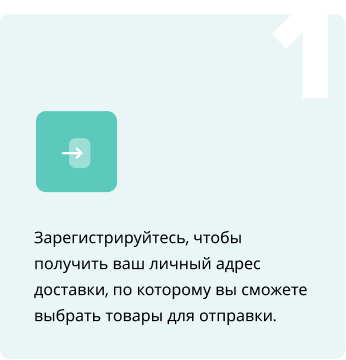 1
Зарегистрируйтесь, чтобы
получить ваш личный адрес
доставки, по которому вы сможете
выбрать товары для отправки.